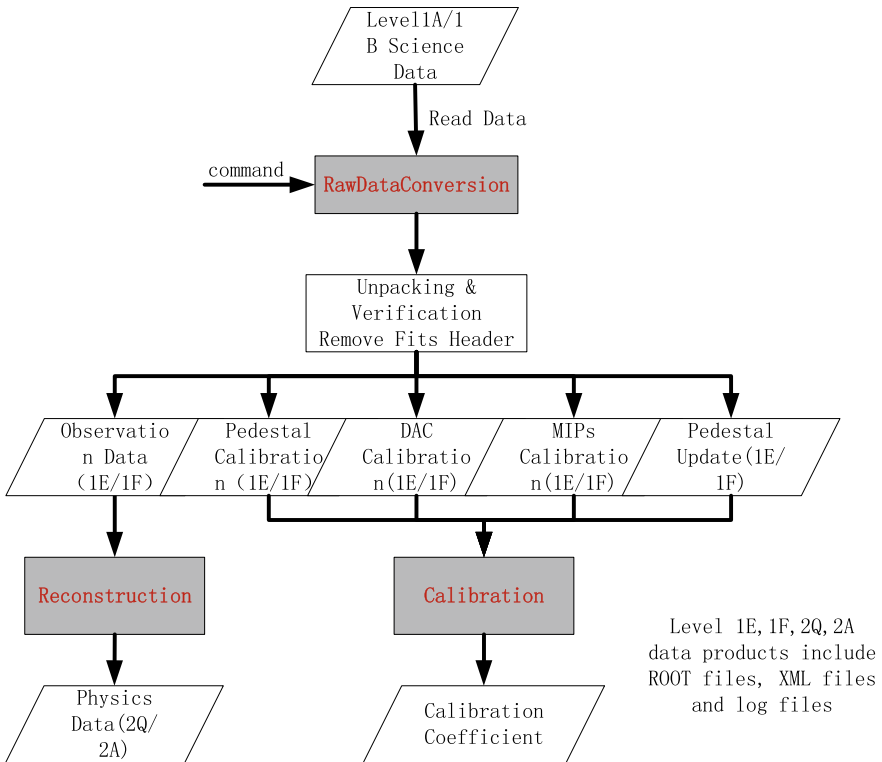 Level1A/1
B Science
Data
Read Data
command
RawDataConversion
Unpacking &
Verification
Remove Fits Header
Observatio
n Data
(1E/1F)
Pedestal
Calibratio
n (1E/1F)
DAC
Calibratio
n(1E/1F)
MIPs
Calibratio
n(1E/1F)
Pedestal
Update(1E/
1F)
Reconstruction
Calibration
Level 1E,1F,2Q,2A
data products include
ROOT files, XML files
and log files
Physics
Data(2Q/
2A)
Calibration
Coefficient